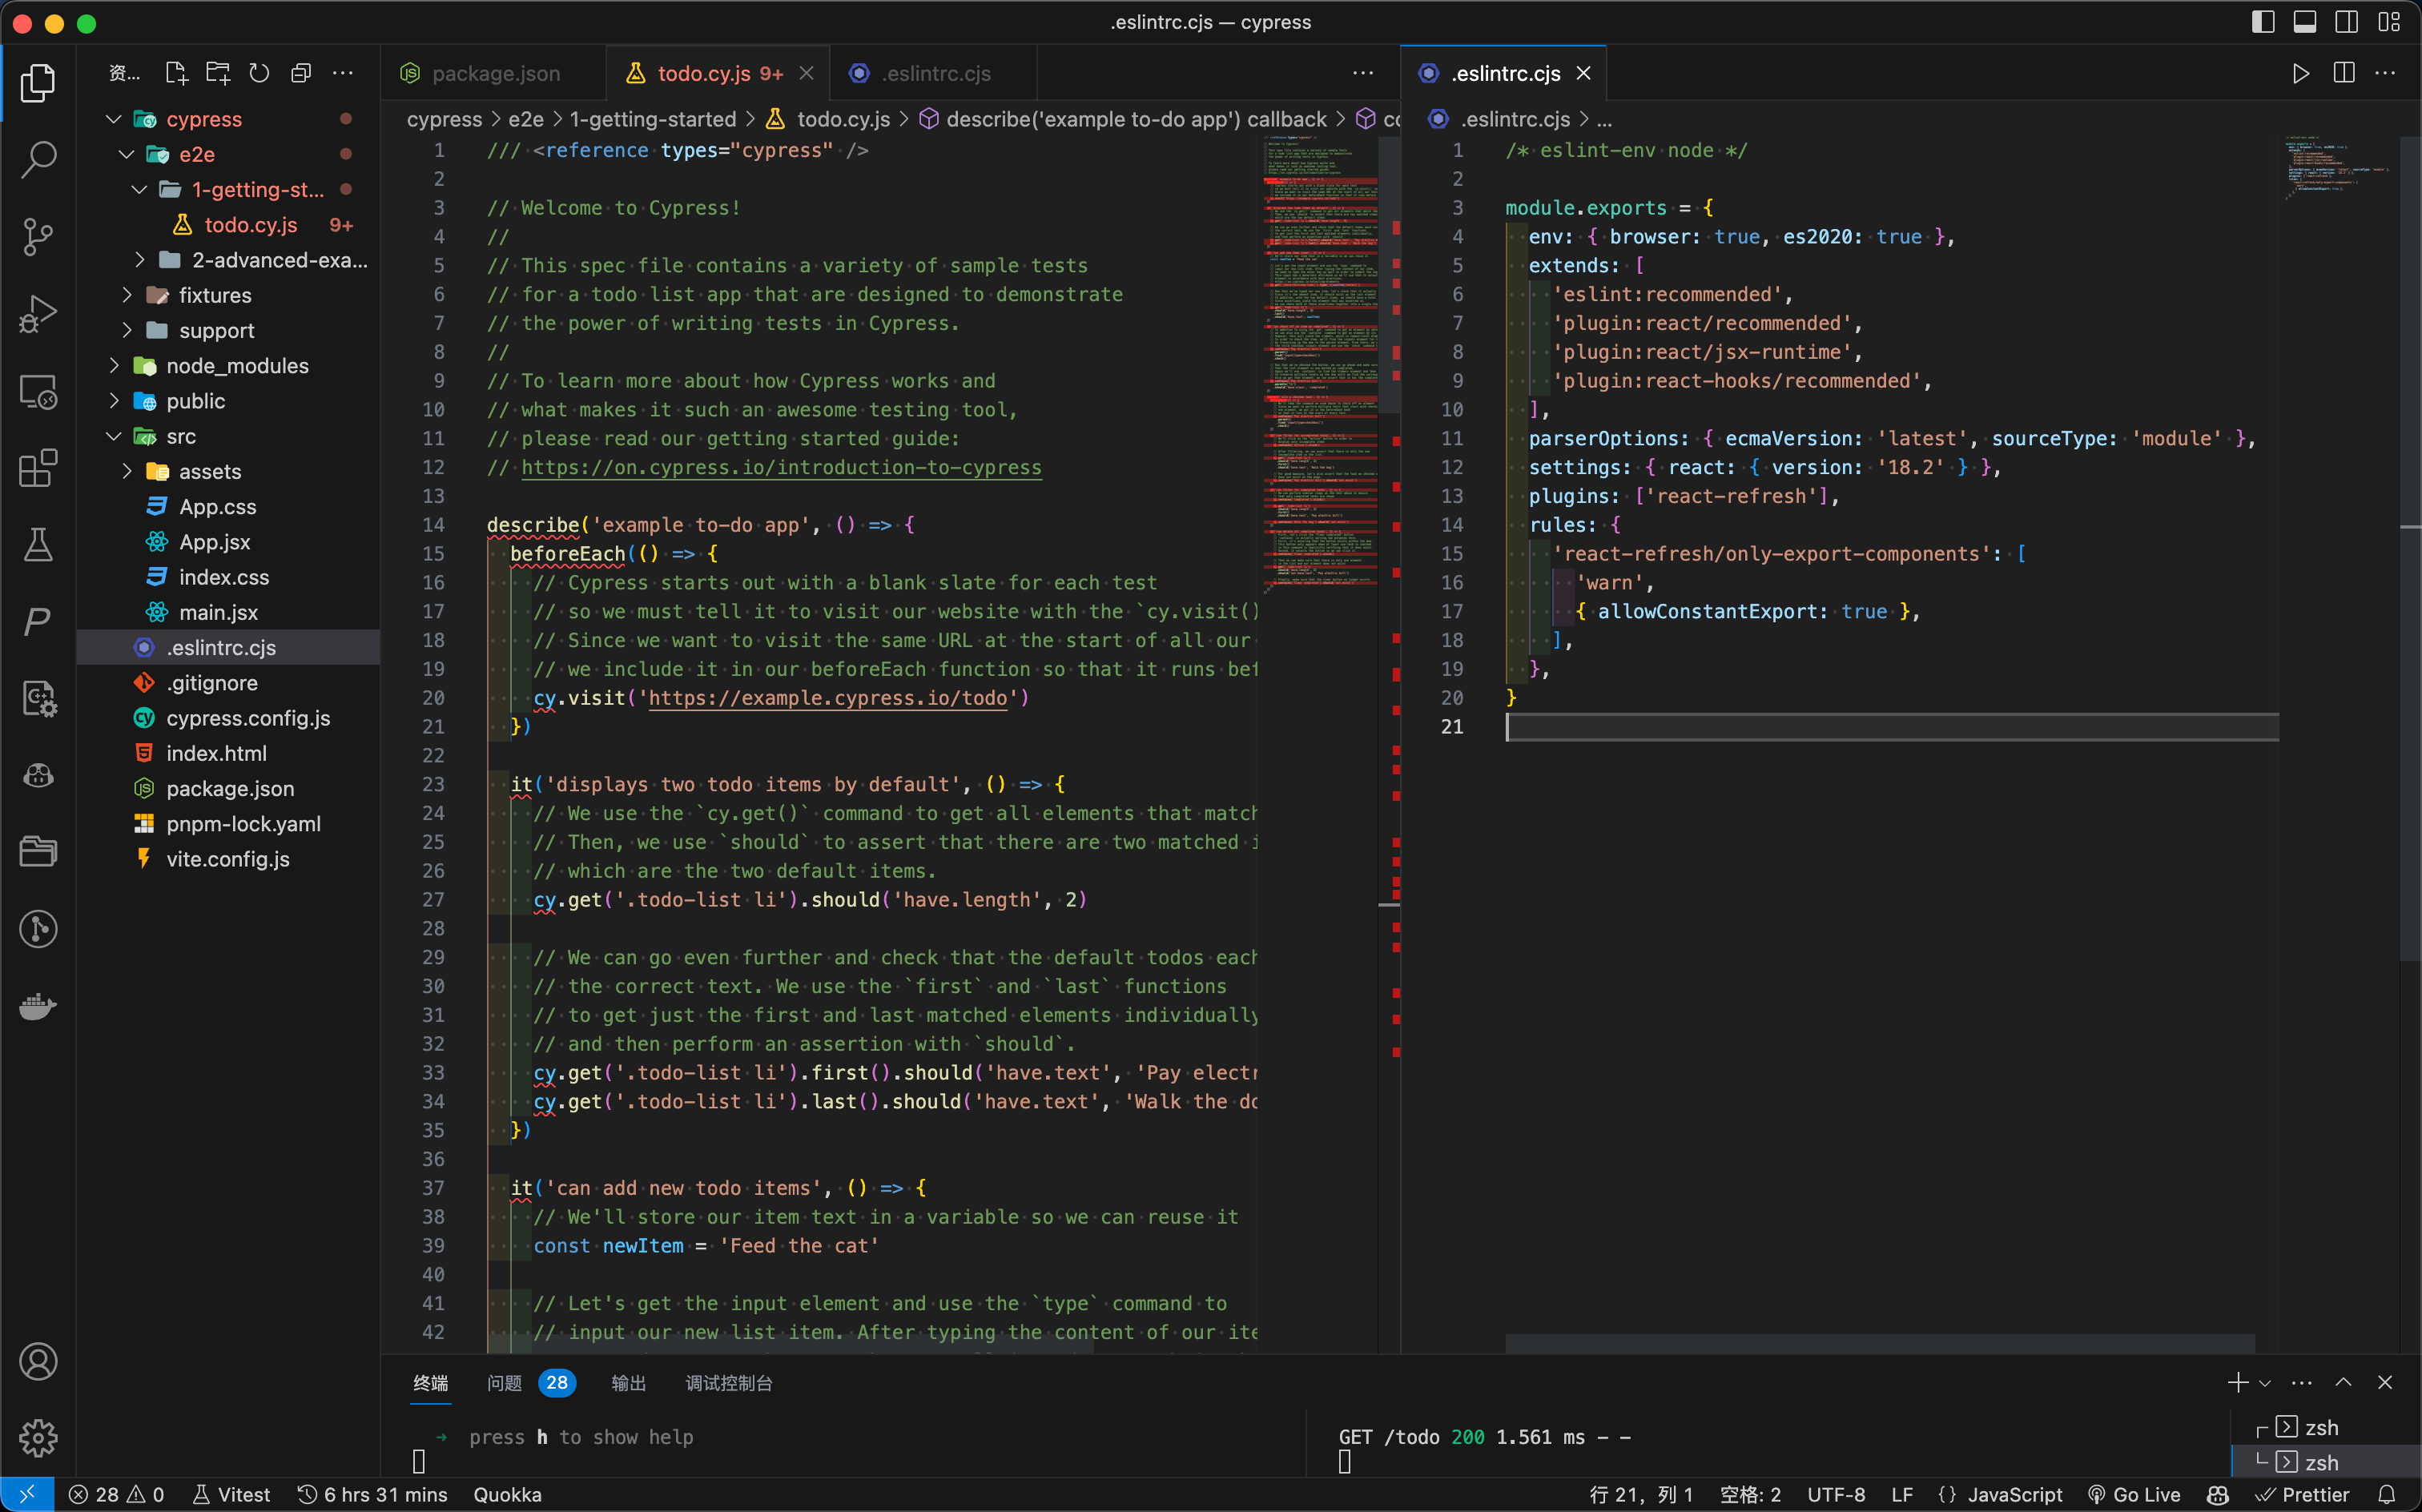 .eslintrc.cjs — cypress
资...
cypress
e2e
1-getting-st...
todo.cy.js 9+
2-advanced-exa...
fixtures
support
node_modules
public
src
assets
App.css
App.jsx
index.css
main.jsx
.eslintrc.cjs
.gitignore
cypress.config.js
index.html
package.json
pnpm-lock.yaml
vite.config.js
package.json
todo.cy.js 9+
.eslintrc.cjs
cypress > e2e > 1-getting-started > todo.cy.js > describe('example to-do app') callback >
1 /// <reference types="cypress" />
2
3 // Welcome to Cypress!
4 //
5 // This spec file contains a variety of sample tests
6 // for a todo list app that are designed to demonstrate
7 // the power of writing tests in Cypress.
8 //
9 // To learn more about how Cypress works and
10 // what makes it such an awesome testing tool,
11 // please read our getting started guide:
12 // https://on.cypress.io/introduction-to-cypress
13
14 describe('example to-do app', () => {
15 beforeEach(() => {
16 // Cypress starts out with a blank slate for each test
17 // so we must tell it to visit our website with the `cy.visit()
18 // Since we want to visit the same URL at the start of all our
19 // we include it in our beforeEach function so that it runs bef
20 cy.visit('https://example.cypress.io/todo')
21 })
22
23 it('displays two todo items by default', () => {
24 // We use the `cy.get()` command to get all elements that match
25 // Then, we use `should` to assert that there are two matched i
26 // which are the two default items.
27 cy.get('.todo-list li').should('have.length', 2)
28
29 // We can go even further and check that the default todos each
30 // the correct text. We use the `first` and `last` functions
31 // to get just the first and last matched elements individually
32 // and then perform an assertion with `should`.
33 cy.get('.todo-list li').first().should('have.text', 'Pay electr
34 cy.get('.todo-list li').last().should('have.text', 'Walk the do
35 })
36
37 it('can add new todo items', () => {
38 // We'll store our item text in a variable so we can reuse it
39 const newItem = 'Feed the cat'
40
41 // Let's get the input element and use the `type` command to
42 // input our new list item. After typing the content of our ite
.eslintrc.cjs
.eslintrc.cjs > ...
1 /* eslint-env node */
2
3 module.exports = {
4 env: { browser: true, es2020: true },
5 extends: [
6 'eslint:recommended',
7 'plugin:react/recommended',
8 'plugin:react/jsx-runtime',
9 'plugin:react-hooks/recommended',
10 ],
11 parserOptions: { ecmaVersion: 'latest', sourceType: 'module' },
12 settings: { react: { version: '18.2' } },
13 plugins: ['react-refresh'],
14 rules: {
15 'react-refresh/only-export-components': [
16 'warn',
17 { allowConstantExport: true },
18 ],
19 },
20 }
21
终端 问题 28 输出 调试控制台
➜ press h to show help
GET /todo 200 1.561 ms - -
zsh
zsh
28 0 Vitest 6 hrs 31 mins Quokka
行 21，列 1 空格: 2 UTF-8 LF {} JavaScript Go Live Prettier